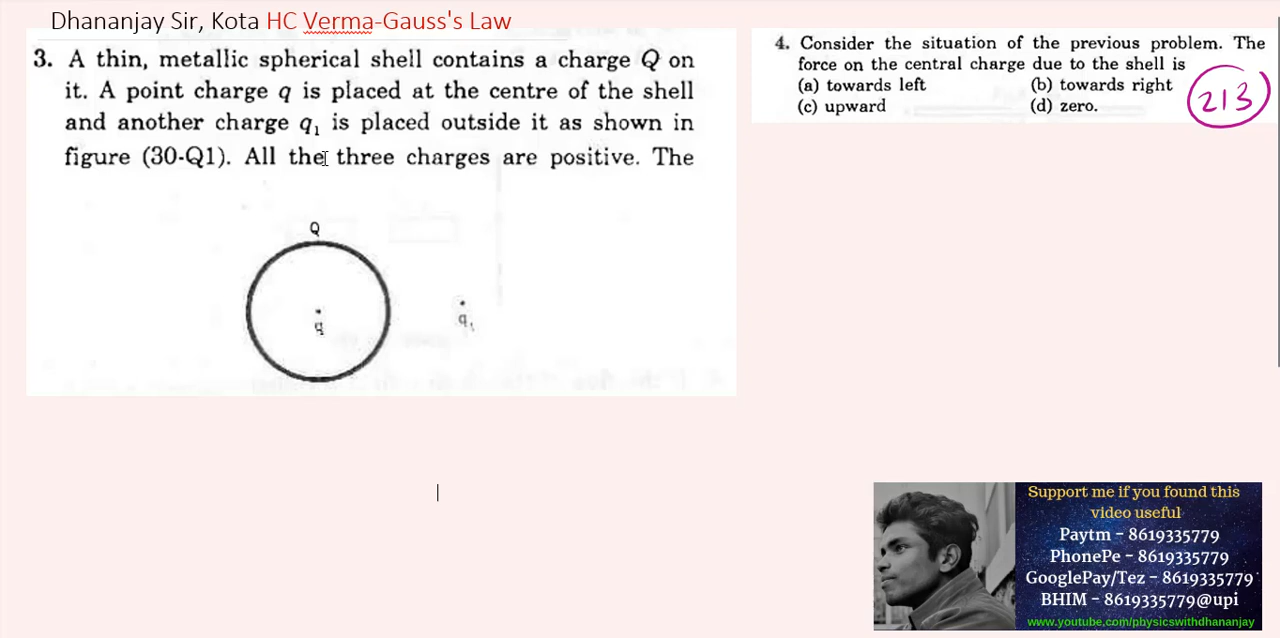 Dhananjay Sir, Kota HC Verma-Gauss's Law
3. A thin, metallic spherical shell contains a charge Q on
it. A point charge q is placed at the centre of the shell
and another charge q₁ is placed outside it as shown in
figure (30-Q1). All the three charges are positive. The
Q
q
q₁
4. Consider the situation of the previous problem. The
force on the central charge due to the shell is
(a) towards left (b) towards right
(c) upward (d) zero.
213
Support me if you found this
video useful
Paytm - 8619335779
PhonePe - 8619335779
GooglePay/Tez - 8619335779
BHIM - 8619335779@upi
www.youtube.com/physicswithdhananjay